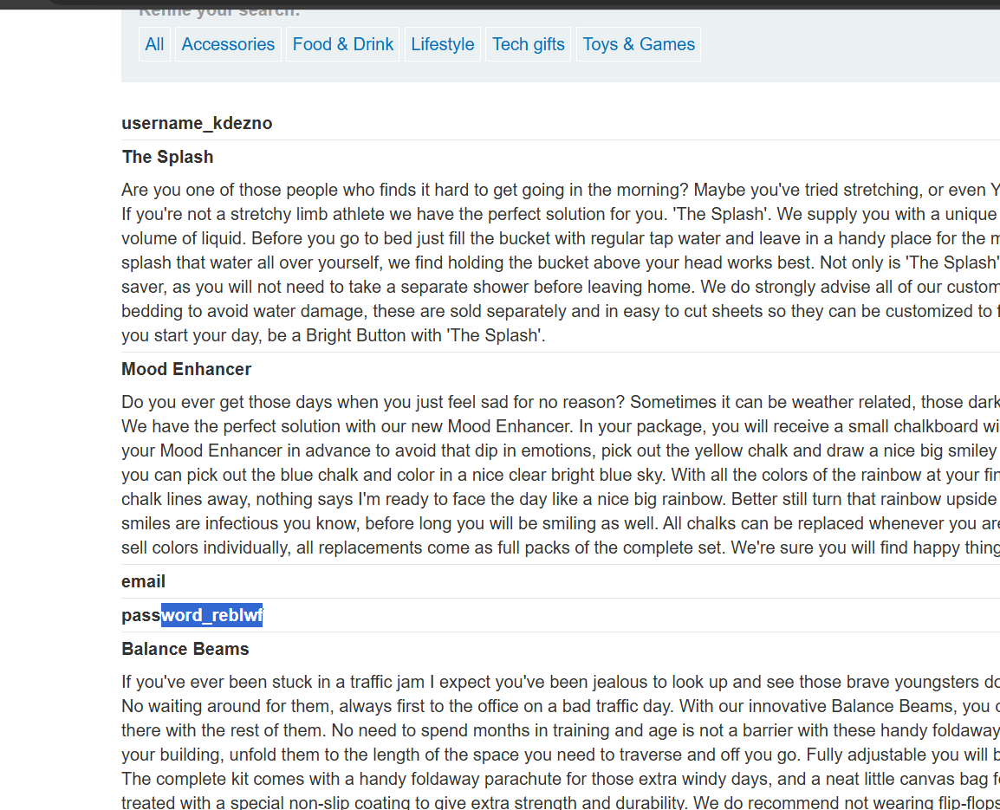 Refine your search:
All Accessories Food & Drink Lifestyle Tech gifts Toys & Games
username_kdezno
The Splash
Are you one of those people who finds it hard to get going in the morning? Maybe you've tried stretching, or even Y
If you're not a stretchy limb athlete we have the perfect solution for you. 'The Splash'. We supply you with a unique
volume of liquid. Before you go to bed just fill the bucket with regular tap water and leave in a handy place for the m
splash that water all over yourself, we find holding the bucket above your head works best. Not only is 'The Splash'
saver, as you will not need to take a separate shower before leaving home. We do strongly advise all of our custom
bedding to avoid water damage, these are sold separately and in easy to cut sheets so they can be customized to f
you start your day, be a Bright Button with 'The Splash'.
Mood Enhancer
Do you ever get those days when you just feel sad for no reason? Sometimes it can be weather related, those dark
We have the perfect solution with our new Mood Enhancer. In your package, you will receive a small chalkboard wi
your Mood Enhancer in advance to avoid that dip in emotions, pick out the yellow chalk and draw a nice big smiley
you can pick out the blue chalk and color in a nice clear bright blue sky. With all the colors of the rainbow at your fin
chalk lines away, nothing says I'm ready to face the day like a nice big rainbow. Better still turn that rainbow upside
smiles are infectious you know, before long you will be smiling as well. All chalks can be replaced whenever you are
sell colors individually, all replacements come as full packs of the complete set. We're sure you will find happy thing
email
password_reblwf
Balance Beams
If you've ever been stuck in a traffic jam I expect you've been jealous to look up and see those brave youngsters do
No waiting around for them, always first to the office on a bad traffic day. With our innovative Balance Beams, you c
there with the rest of them. No need to spend months in training and age is not a barrier with these handy foldaway
your building, unfold them to the length of the space you need to traverse and off you go. Fully adjustable you will b
The complete kit comes with a handy foldaway parachute for those extra windy days, and a neat little canvas bag fo
treated with a special non-slip coating to give extra strength and durability. We do recommend not wearing flip-flops